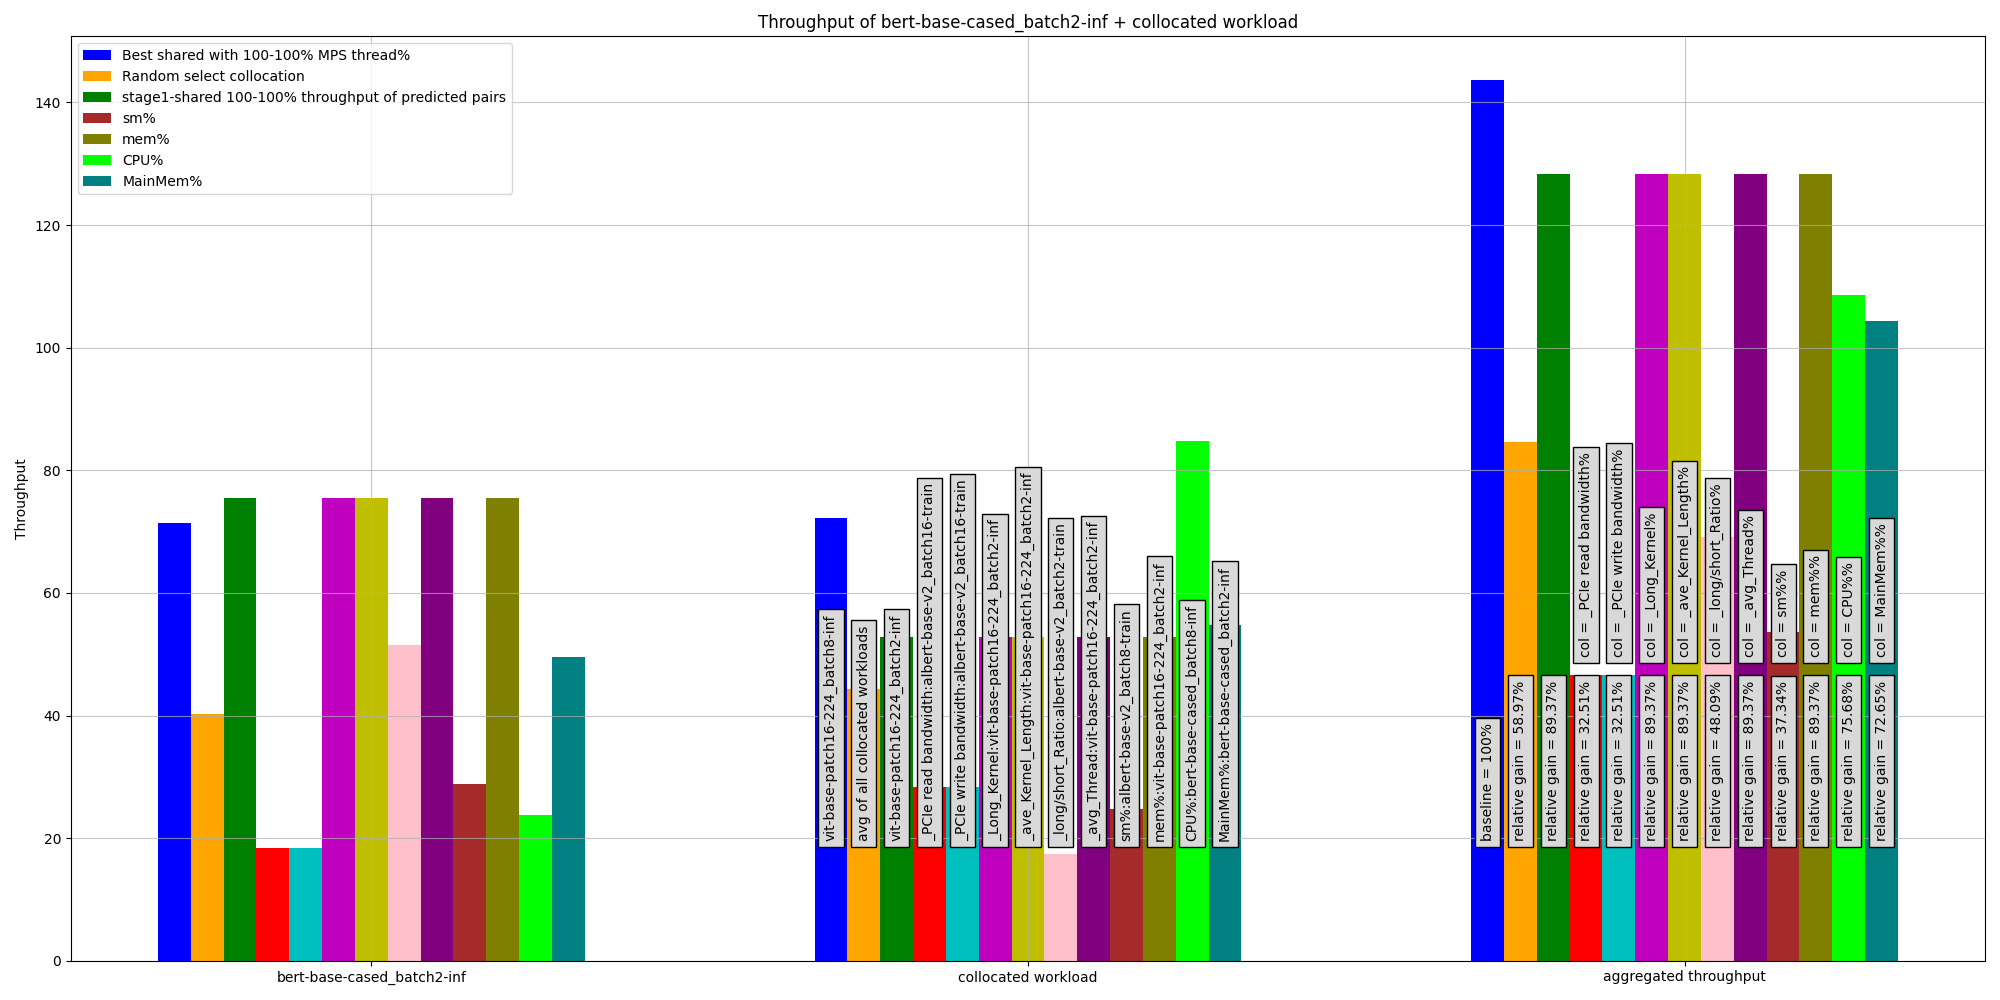 Throughput of bert-base-cased_batch2-inf + collocated workload
Best shared with 100-100% MPS thread%
Random select collocation
stage1-shared 100-100% throughput of predicted pairs
sm%
mem%
CPU%
MainMem%
Throughput
140
120
100
80
60
40
20
0
vit-base-patch16-224_batch8-inf
avg of all collocated workloads
vit-base-patch16-224_batch2-inf
_PCIe read bandwidth:albert-base-v2_batch16-train
_PCIe write bandwidth:albert-base-v2_batch16-train
_Long_Kernel:vit-base-patch16-224_batch2-inf
_ave_Kernel_Length:vit-base-patch16-224_batch2-inf
_long/short_Ratio:albert-base-v2_batch2-train
_avg_Thread:vit-base-patch16-224_batch2-inf
sm%:albert-base-v2_batch8-train
mem%:vit-base-patch16-224_batch2-inf
CPU%:bert-base-cased_batch8-inf
MainMem%:bert-base-cased_batch2-inf
col = _PCIe read bandwidth%
col = _PCIe write bandwidth%
col = _Long_Kernel%
col = _ave_Kernel_Length%
col = _long/short_Ratio%
col = _avg_Thread%
col = sm%%
col = mem%%
col = CPU%%
col = MainMem%%
baseline = 100%
relative gain = 58.97%
relative gain = 89.37%
relative gain = 32.51%
relative gain = 32.51%
relative gain = 89.37%
relative gain = 89.37%
relative gain = 48.09%
relative gain = 89.37%
relative gain = 37.34%
relative gain = 89.37%
relative gain = 75.68%
relative gain = 72.65%
bert-base-cased_batch2-inf
collocated workload
aggregated throughput